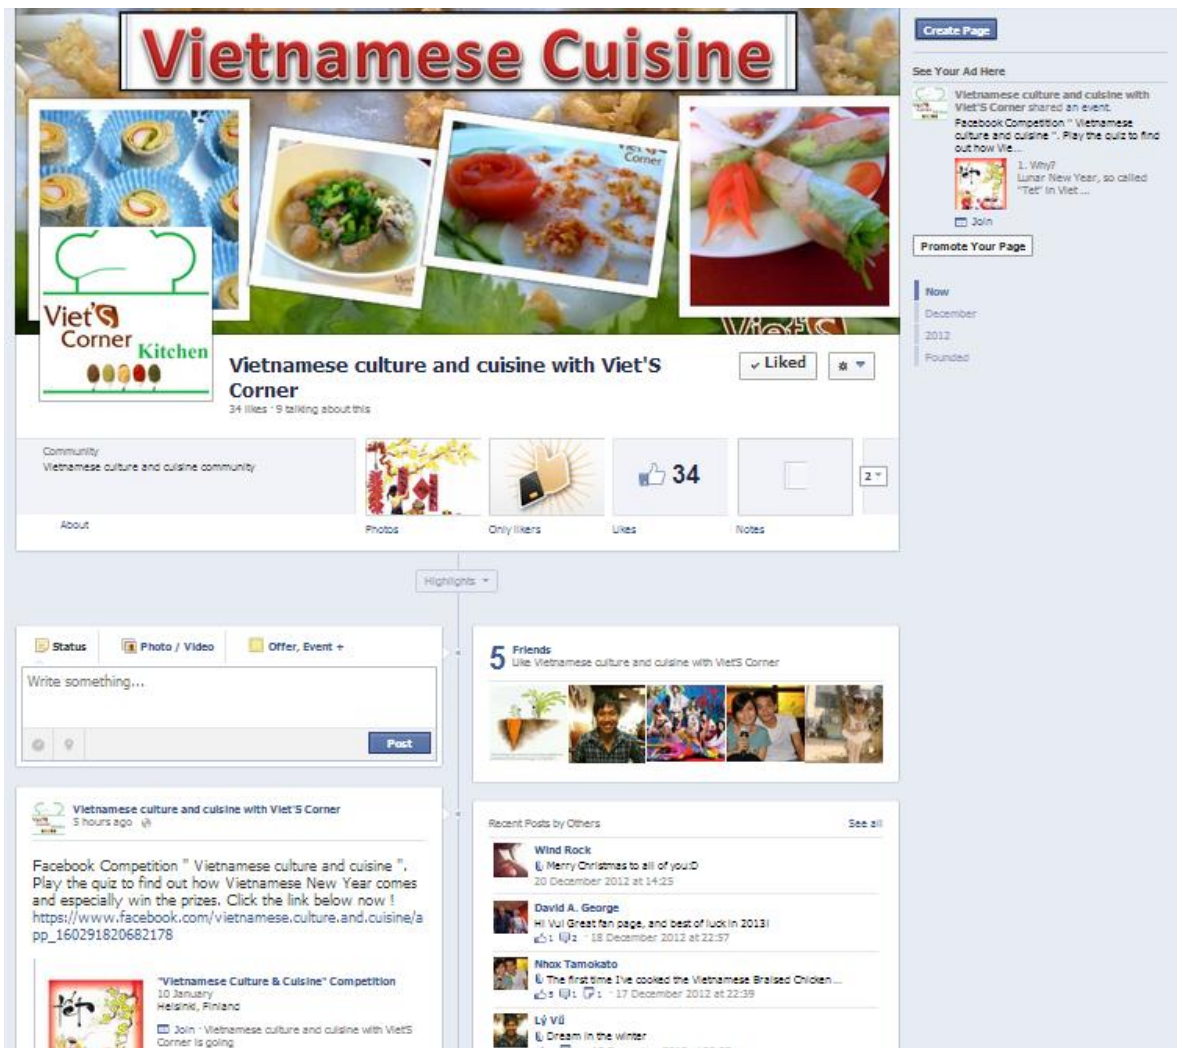 Vietnamese Cuisine
Corner
Viet'S
Viet'S
Corner
Kitchen
Vietnamese culture and cuisine with Viet'S
Corner
34 likes · 9 talking about this
Liked
Community
Vietnamese culture and cuisine community
About
Photos
Only likers
34
Likes
Notes
2
Highlights
Status
Photo / Video
Offer, Event +
Write something...
Post
Vietnamese culture and cuisine with Viet'S Corner
5 hours ago
Facebook Competition " Vietnamese culture and cuisine ".
Play the quiz to find out how Vietnamese New Year comes
and especially win the prizes. Click the link below now !
https://www.facebook.com/vietnamese.culture.and.cuisine/a
pp_160291820682178
"Vietnamese Culture & Cuisine" Competition
10 January
Helsinki, Finland
Join · Vietnamese culture and cuisine with Viet'S
Corner is going
5 Friends
Like Vietnamese culture and cuisine with Viet'S Corner
Recent Posts by Others
See all
Wind Rock
Merry Christmas to all of you:D
20 December 2012 at 14:25
David A. George
Hi Vu! Great fan page, and best of luck in 2013!
1 2 · 18 December 2012 at 22:57
Nhox Tamokato
The first time I've cooked the Vietnamese Braised Chicken...
3 1 1 · 17 December 2012 at 22:39
Lý Vũ
Dream in the winter
Create Page
See Your Ad Here
Vietnamese culture and cuisine with
Viet'S Corner shared an event.
Facebook Competition " Vietnamese
culture and cuisine ". Play the quiz to find
out how Vie...
1. Why?
Lunar New Year, so called
"Tet" in Viet ...
Join
Promote Your Page
Now
December
2012
Founded